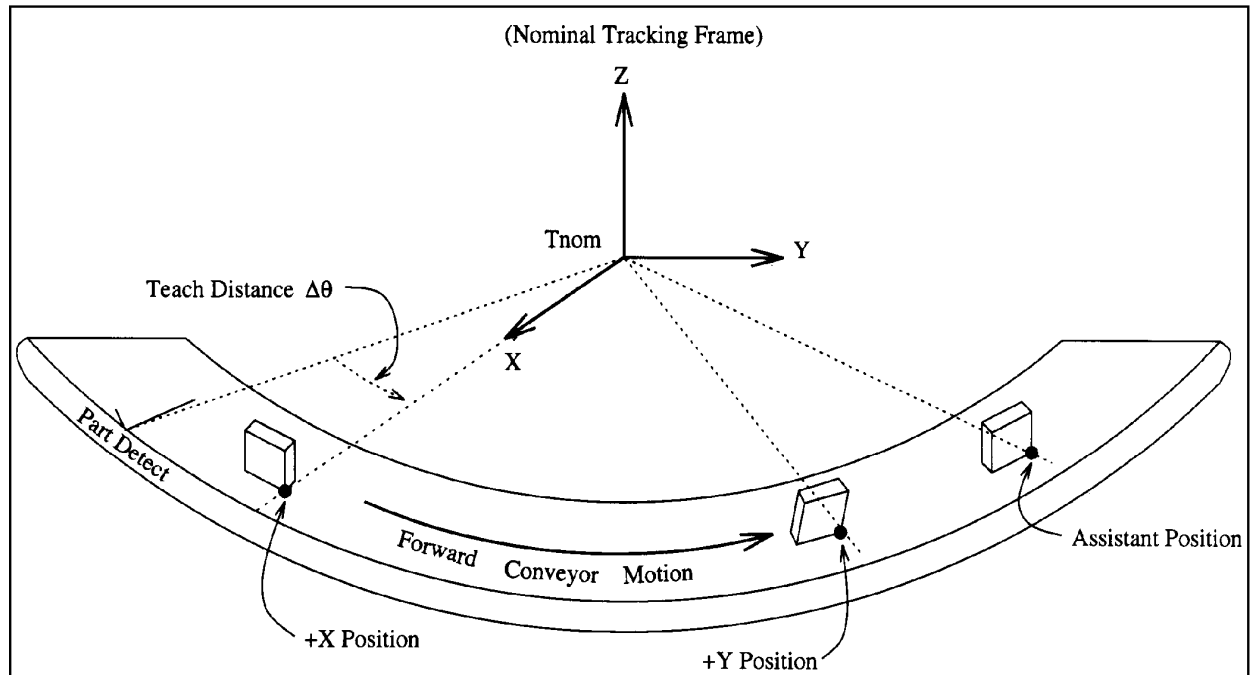 (Nominal Tracking Frame)
Z
Tnom
Y
Teach Distance Δθ
X
Part Detect
Forward Conveyor Motion
Assistant Position
+X Position
+Y Position